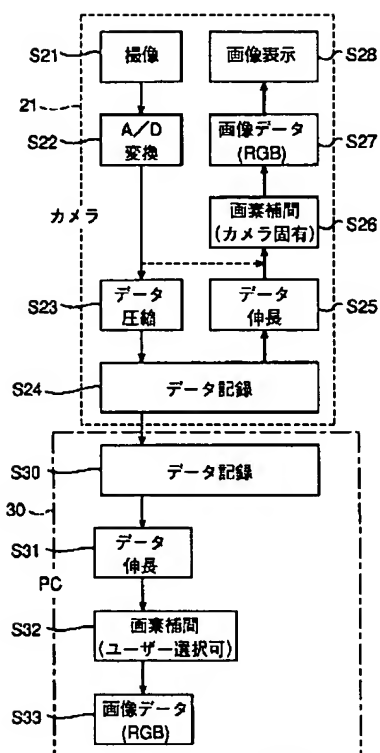 S21
撮像
画像表示
S28
21
S22
A/D
変換
画像データ
(RGB)
S27
カメラ
画素補間
(カメラ固有)
S26
S23
データ
圧縮
データ
伸長
S25
S24
データ記録
S30
データ記録
30
S31
データ
伸長
PC
S32
画素補間
(ユーザー選択可)
S33
画像データ
(RGB)